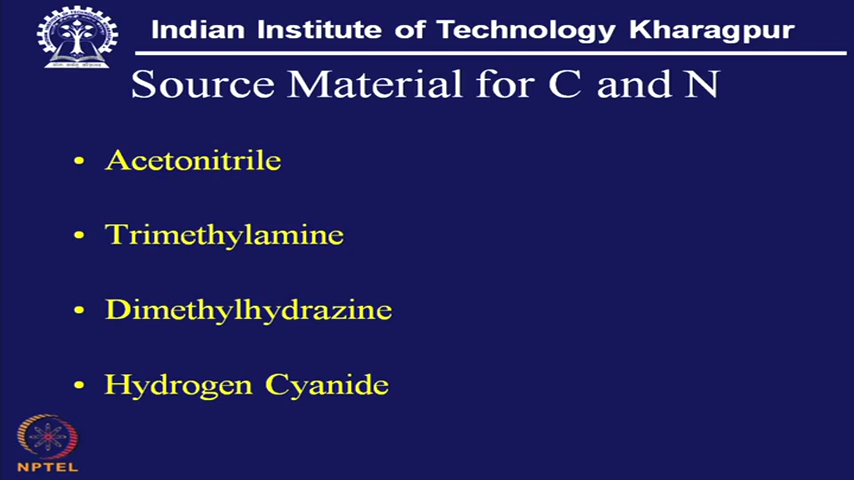 Indian Institute of Technology Kharagpur
Source Material for C and N
• Acetonitrile
• Trimethylamine
• Dimethylhydrazine
• Hydrogen Cyanide
NPTEL